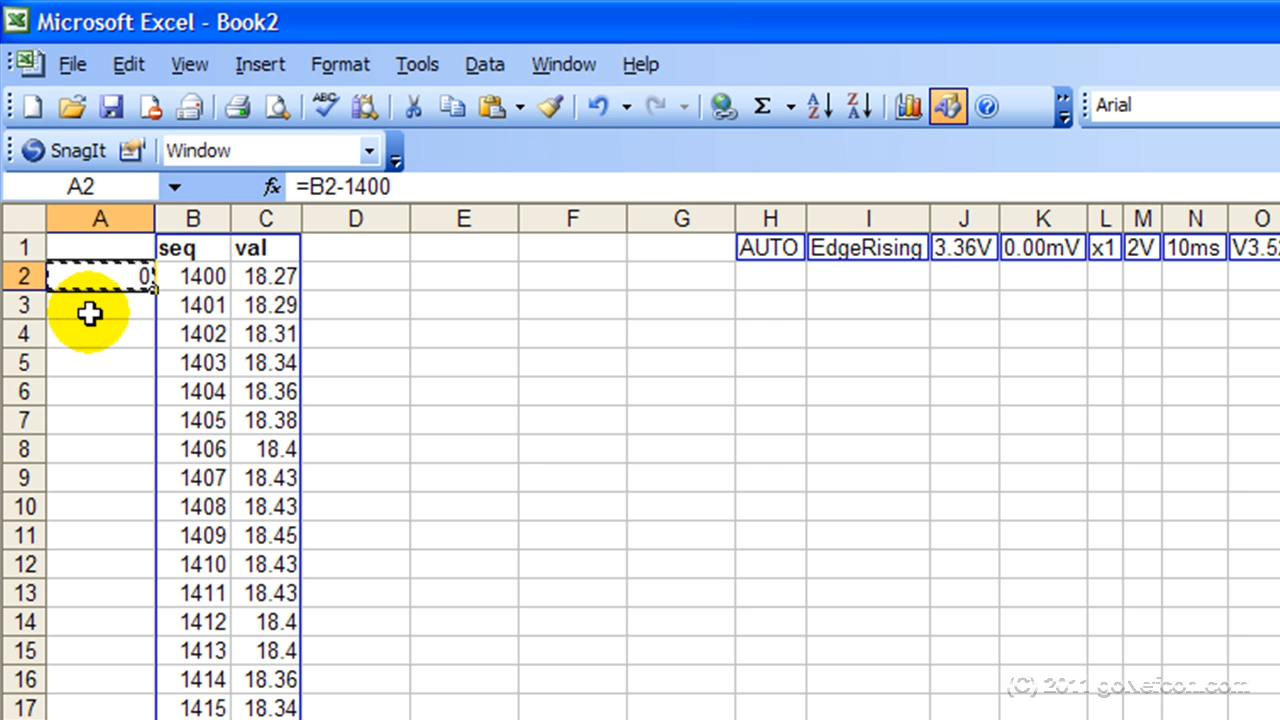 Microsoft Excel - Book2
File Edit View Insert Format Tools Data Window Help
ABC Σ A Z Z A ? Arial
SnagIt Window
A2 fx =B2-1400
A B C D E F G H I J K L M N O
1 seq val AUTO EdgeRising 3.36V 0.00mV x1 2V 10ms V3.52
2 0 1400 18.27
3 1401 18.29
4 1402 18.31
5 1403 18.34
6 1404 18.36
7 1405 18.38
8 1406 18.4
9 1407 18.43
10 1408 18.43
11 1409 18.45
12 1410 18.43
13 1411 18.43
14 1412 18.4
15 1413 18.4
16 1414 18.36
17 1415 18.34
(C) 2011